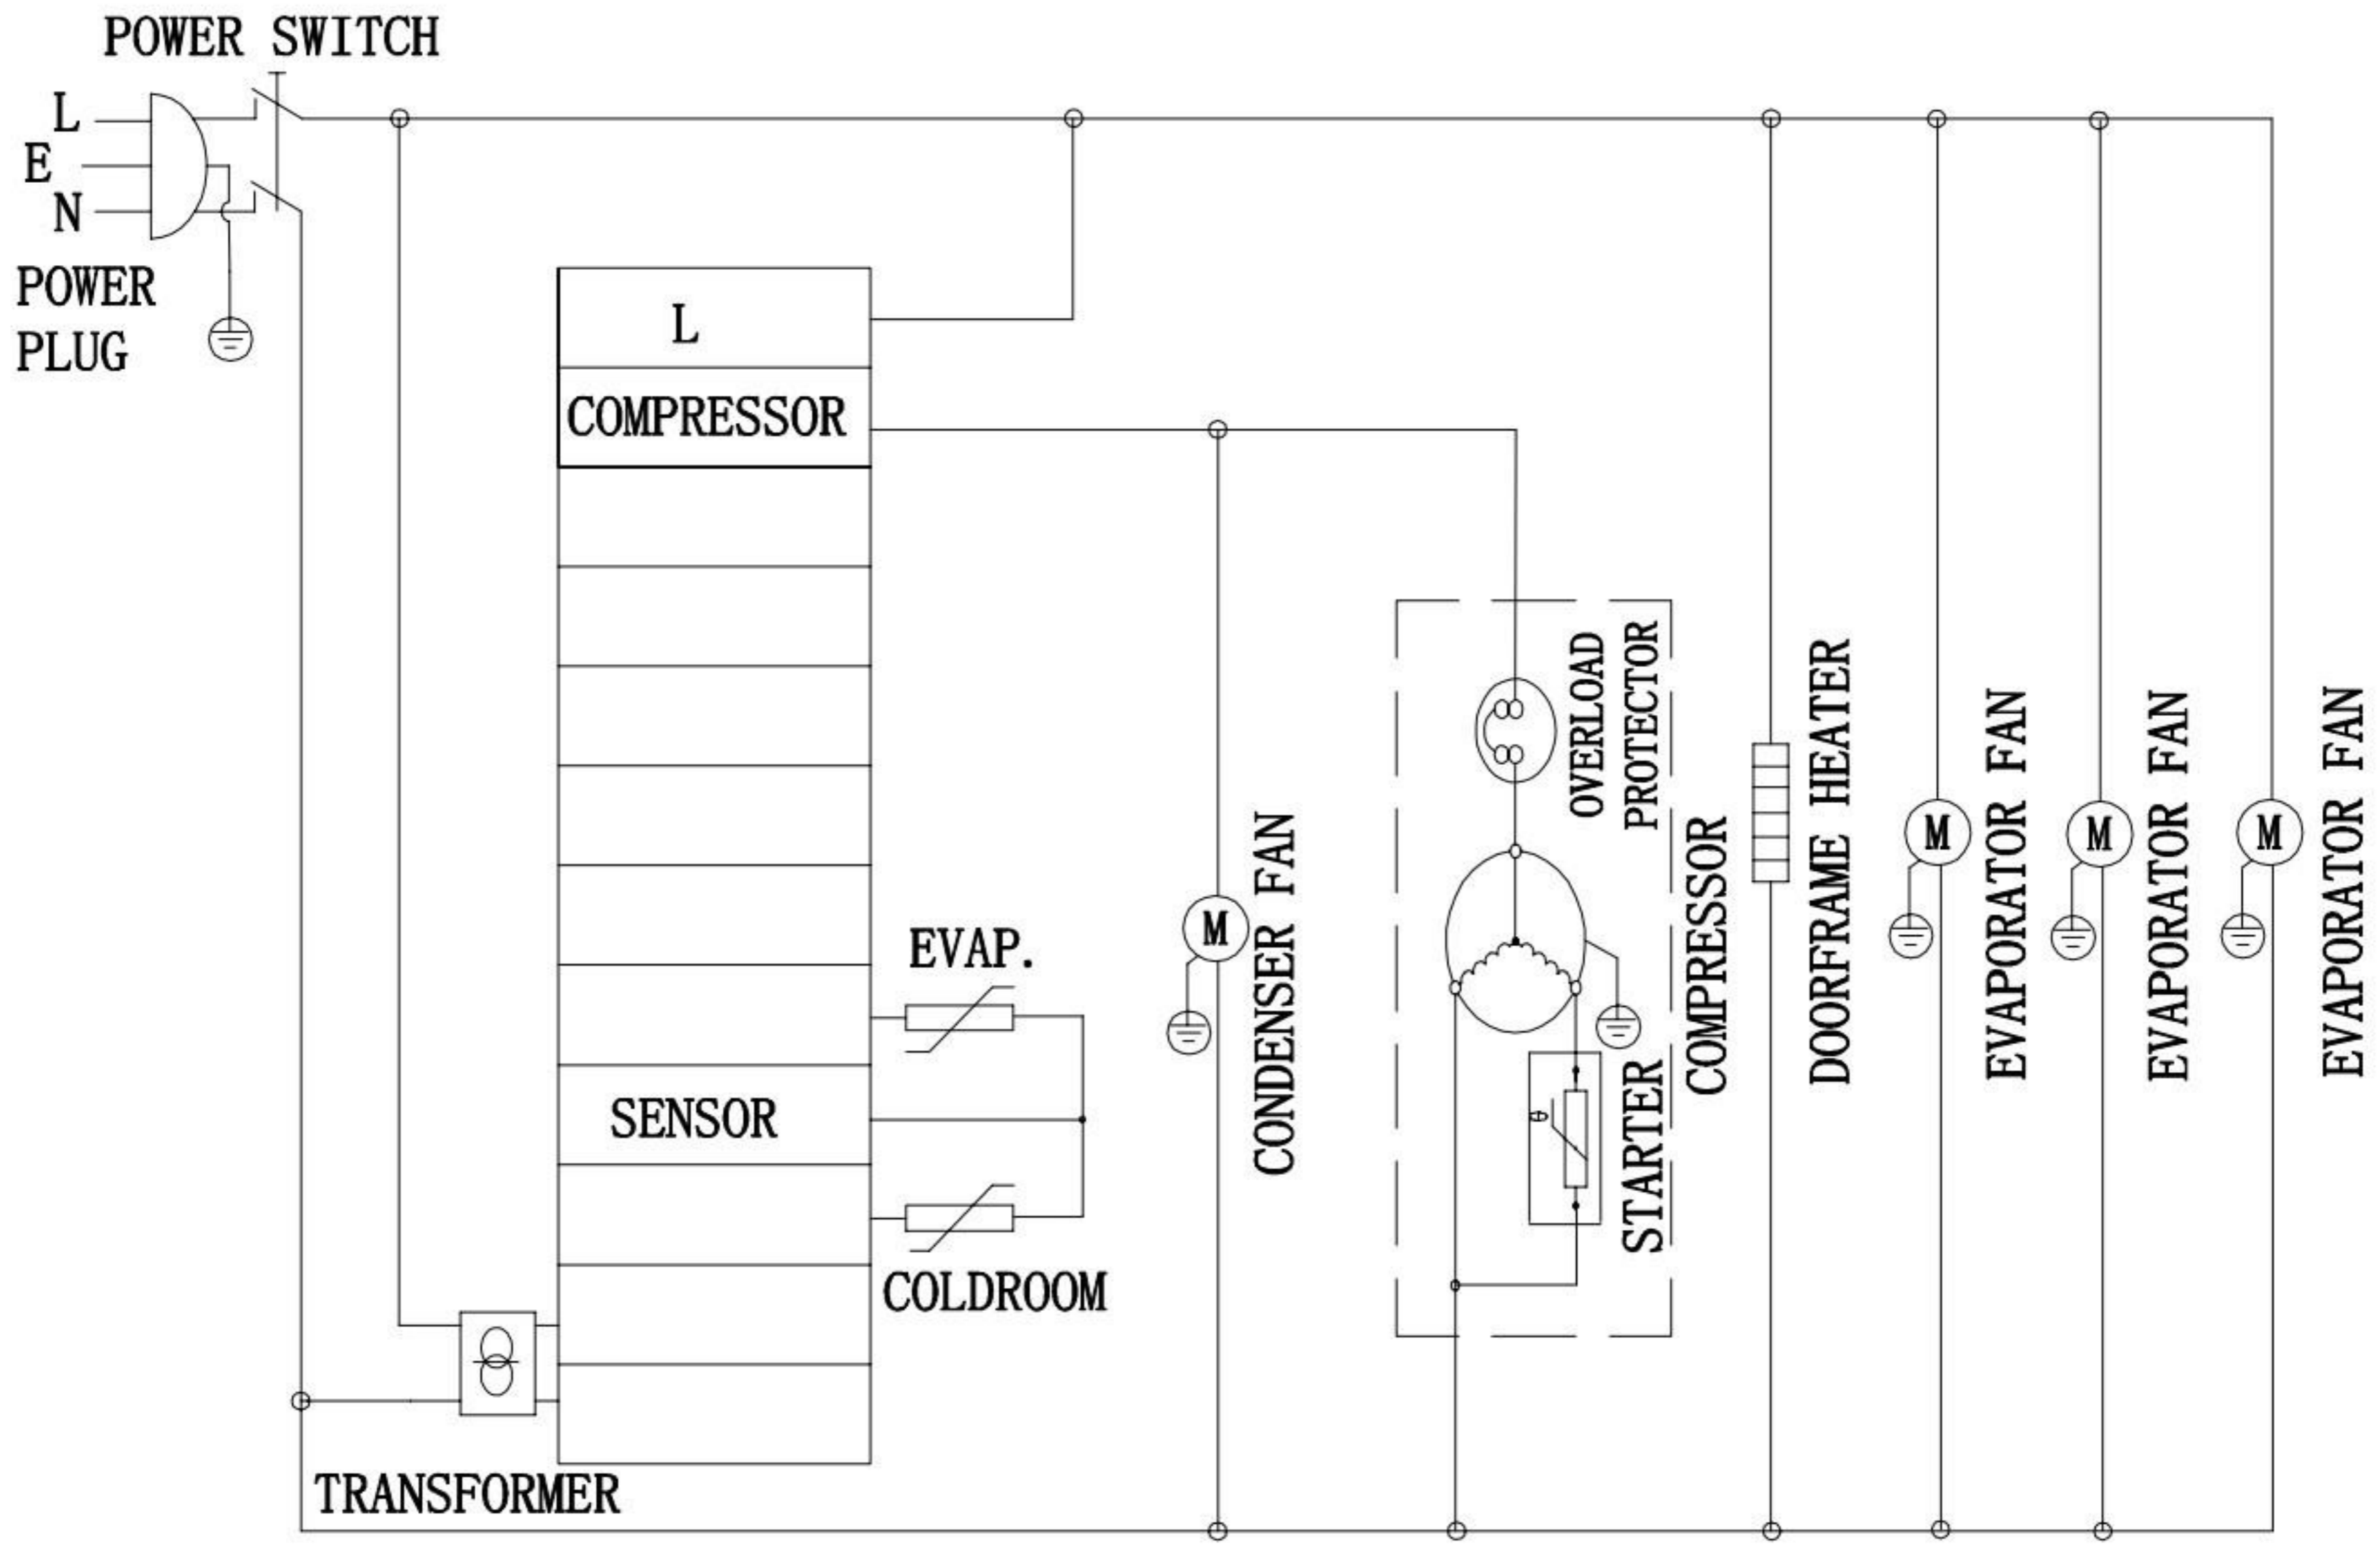 POWER SWITCH
L
E
N
POWER
PLUG
L
COMPRESSOR
SENSOR
EVAP.
COLDROOM
TRANSFORMER
M
CONDENSER FAN
OVERLOAD
PROTECTOR
STARTER
COMPRESSOR
DOORFRAME HEATER
M
EVAPORATOR FAN
M
EVAPORATOR FAN
M
EVAPORATOR FAN